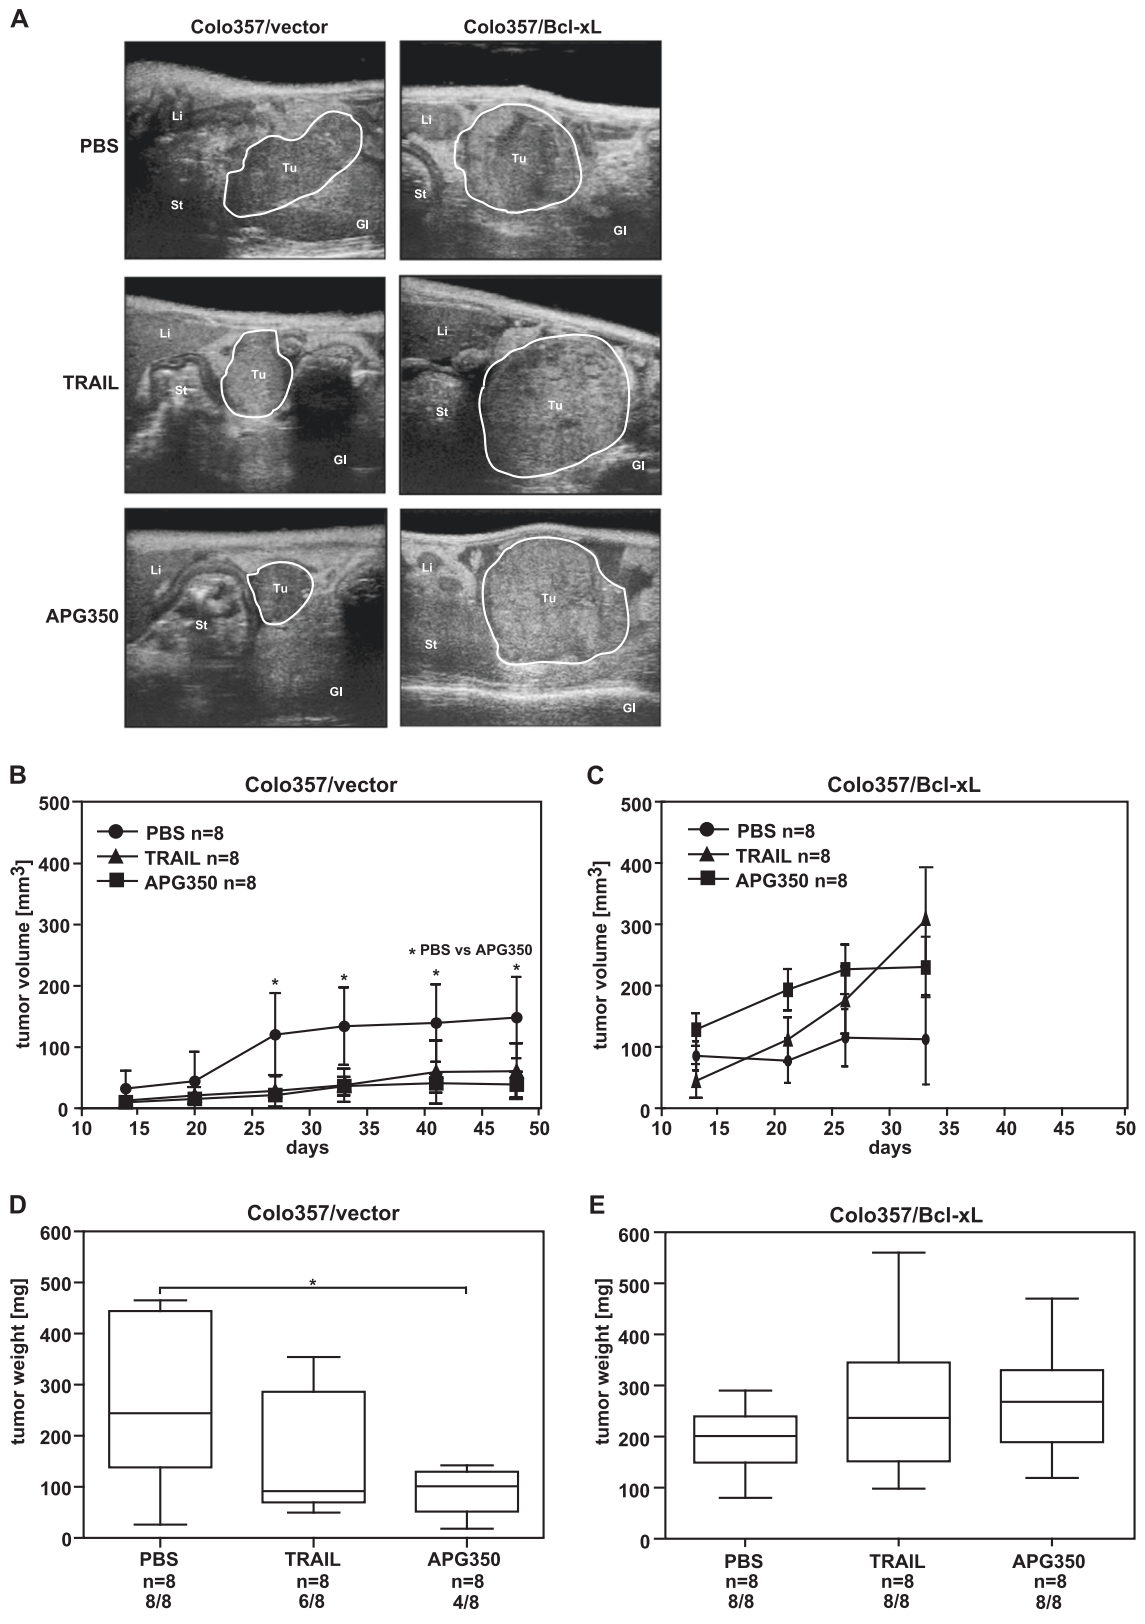 A
Colo357/vector
Colo357/Bcl-xL
PBS
Li
Tu
St
GI
Li
Tu
St
GI
TRAIL
Li
Tu
St
GI
Li
Tu
St
GI
APG350
Li
Tu
St
GI
Li
Tu
St
GI
B
Colo357/vector
tumor volume [mm3]
500
400
300
200
100
0
PBS n=8
TRAIL n=8
APG350 n=8
* PBS vs APG350
* * * *
10 15 20 25 30 35 40 45 50
days
C
Colo357/Bcl-xL
tumor volume [mm3]
500
400
300
200
100
0
PBS n=8
TRAIL n=8
APG350 n=8
10 15 20 25 30 35 40 45 50
days
D
Colo357/vector
tumor weight [mg]
600
500
400
300
200
100
0
*
PBS TRAIL APG350
n=8 n=8 n=8
8/8 6/8 4/8
E
Colo357/Bcl-xL
tumor weight [mg]
600
500
400
300
200
100
0
PBS TRAIL APG350
n=8 n=8 n=8
8/8 8/8 8/8